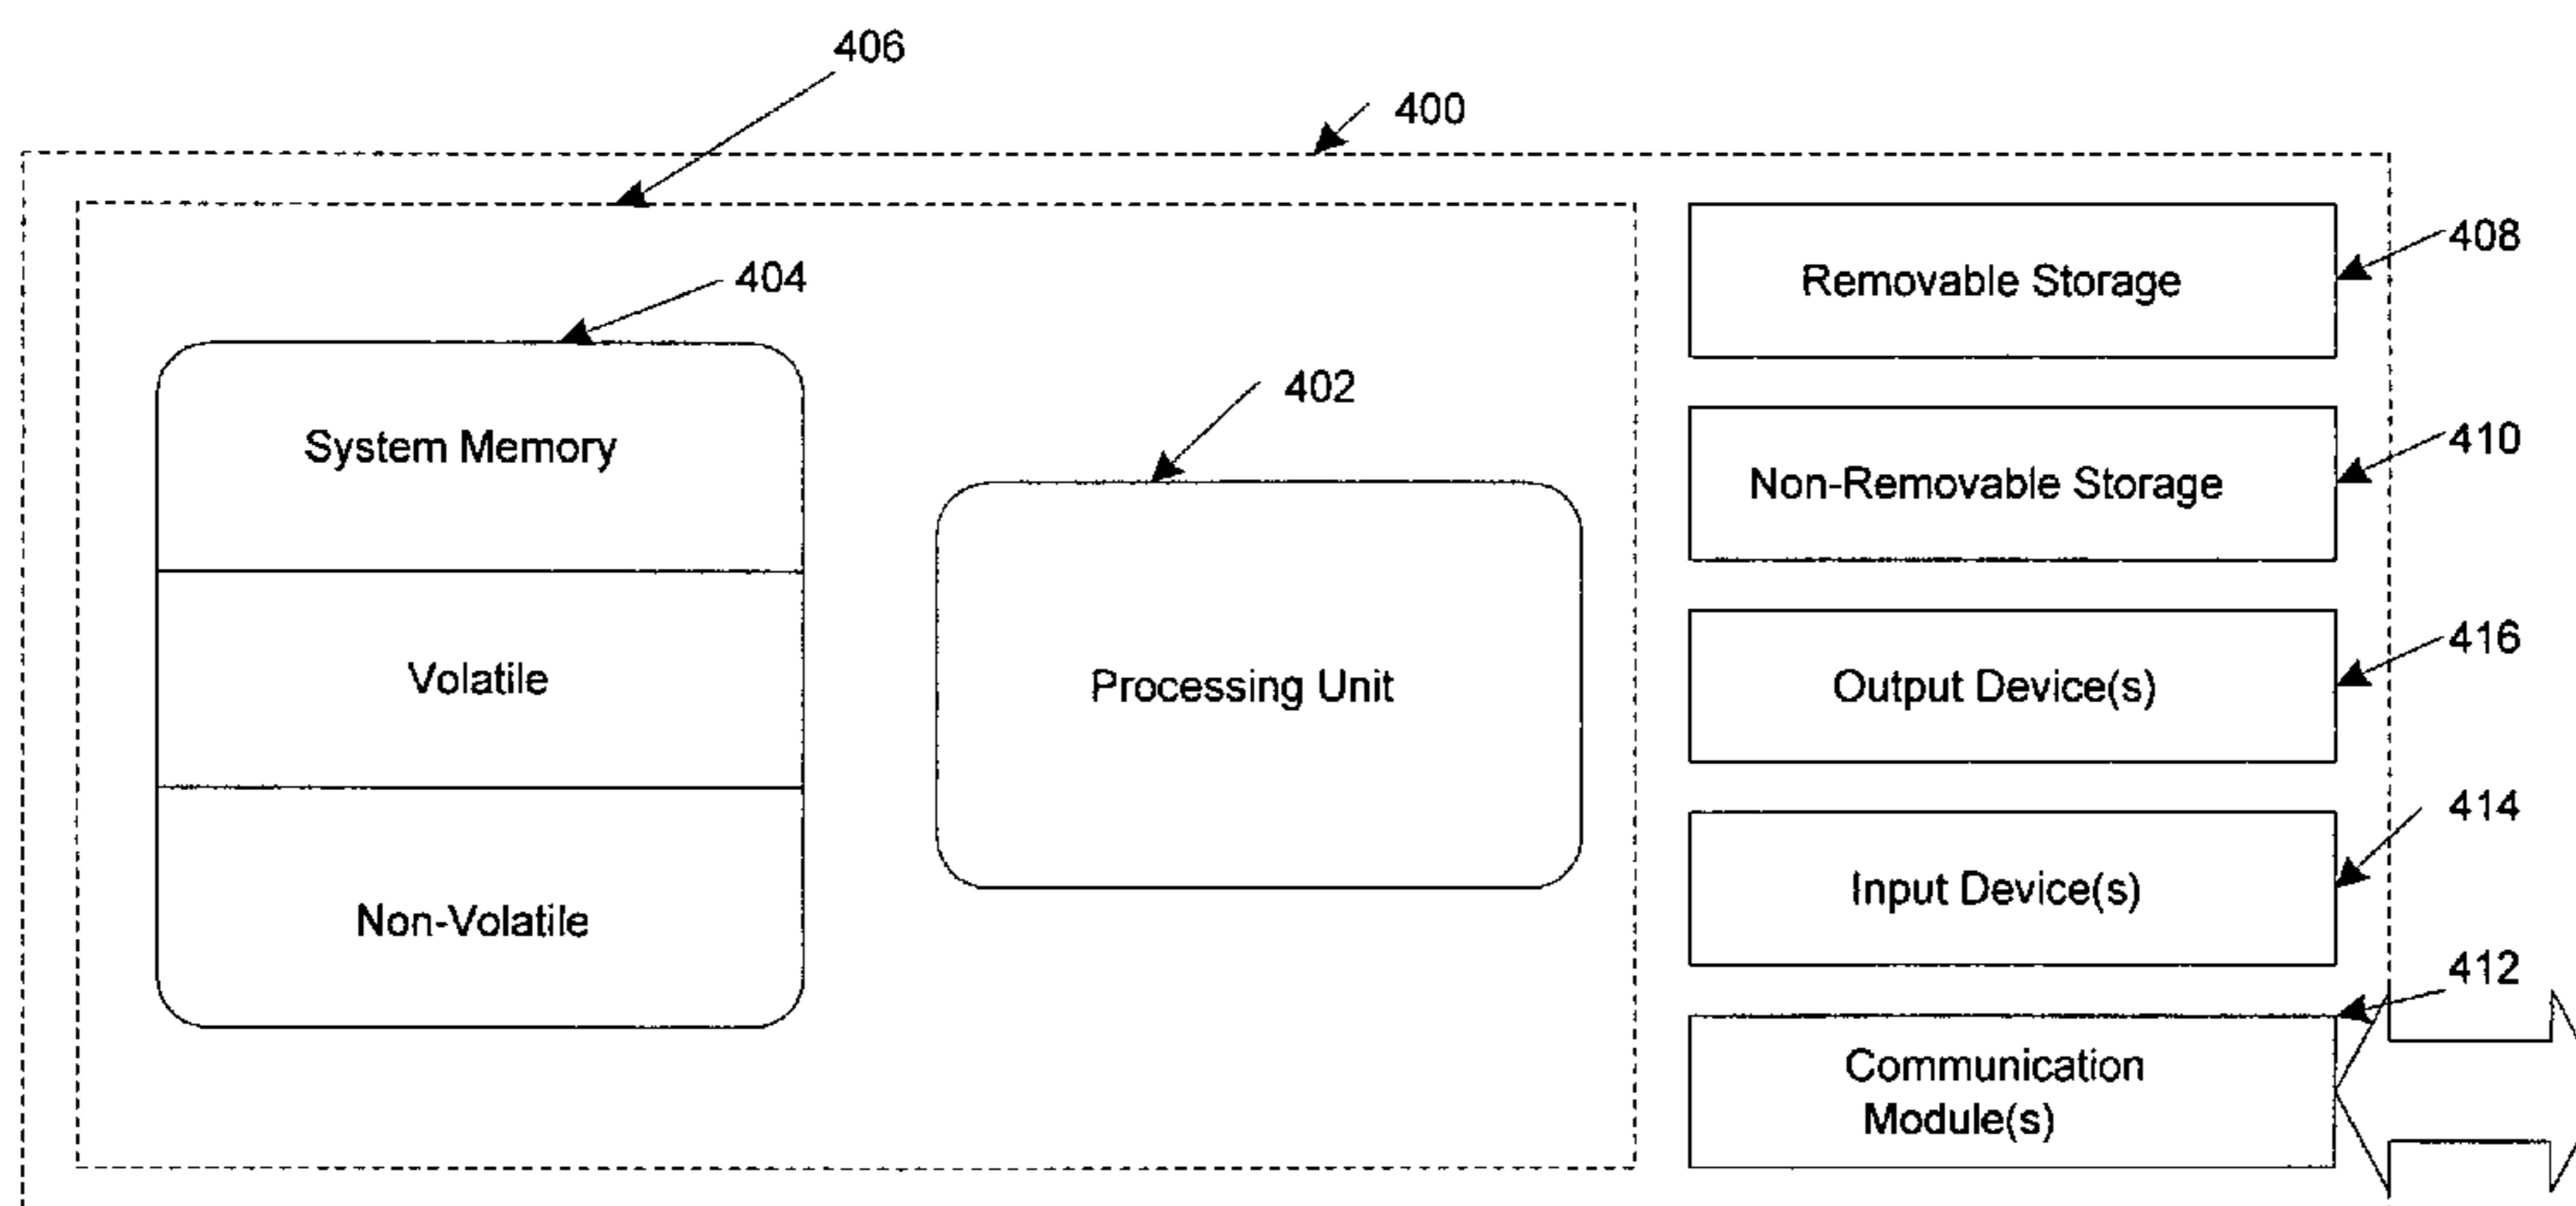 406
400
408
404
Removable Storage
402
410
System Memory
Non-Removable Storage
416
Volatile
Processing Unit
Output Device(s)
414
Input Device(s)
Non-Volatile
412
Communication
Module(s)